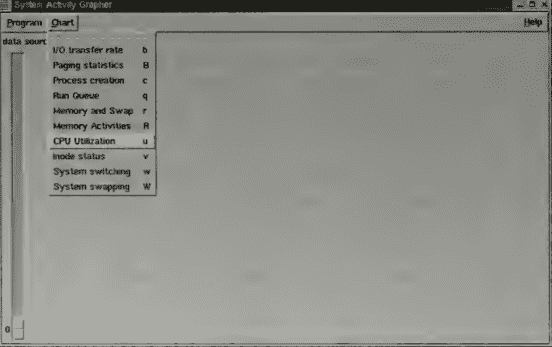 System Activity Grapher
Program Chart Help
data sourc
I/O transfer rate b
Paging statistics B
Process creation c
Run Queue q
Memory and Swap r
Memory Activities R
CPU Utilization u
Inode status v
System switching w
System swapping W
0